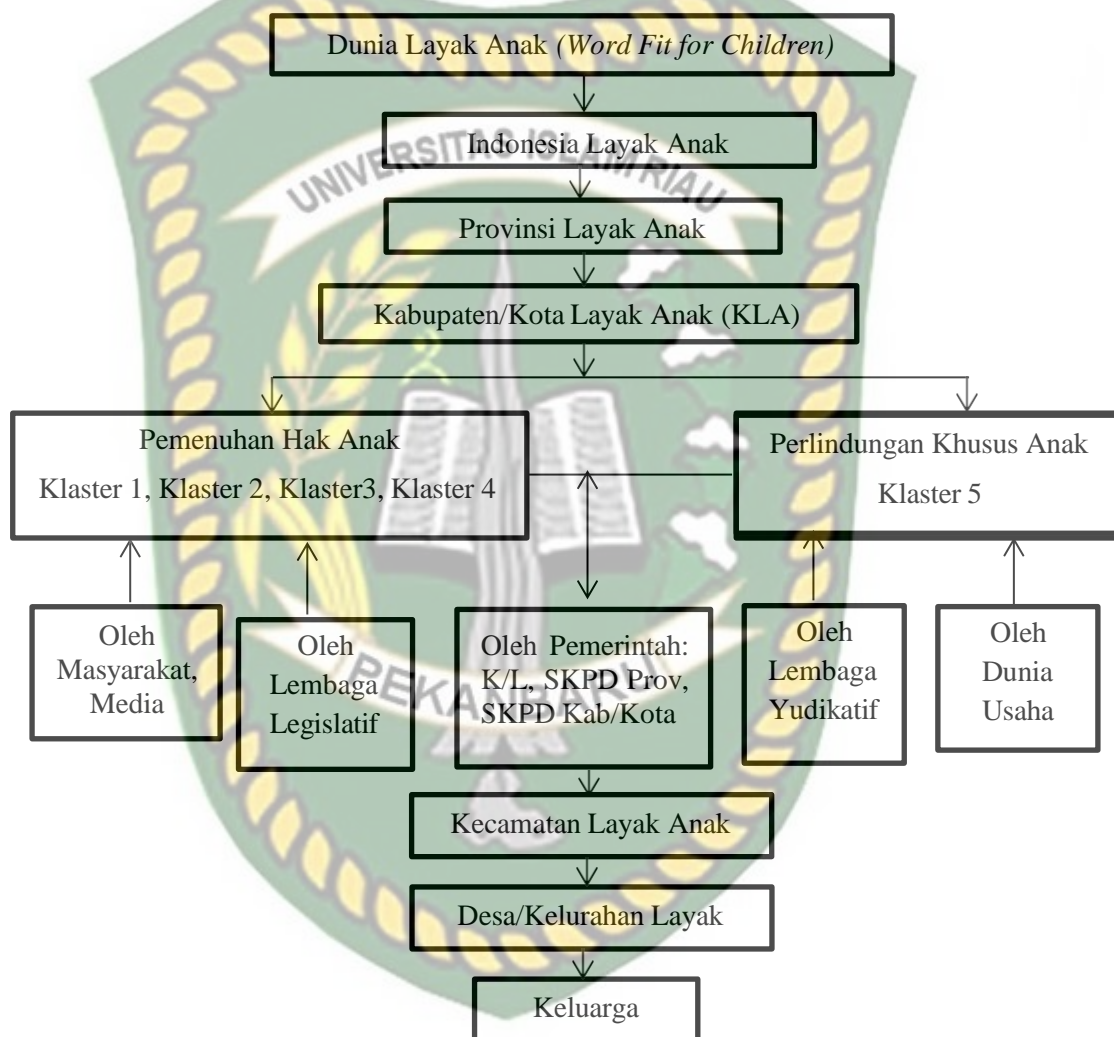 Dunia Layak Anak (Word Fit for Children)
Indonesia Layak Anak
UNIVERSITAS ISLAM RIAU
Provinsi Layak Anak
Kabupaten/Kota Layak Anak (KLA)
Pemenuhan Hak Anak
Klaster 1, Klaster 2, Klaster3, Klaster 4
Perlindungan Khusus Anak
Klaster 5
Oleh
Masyarakat,
Media
Oleh
Lembaga
Legislatif
Oleh Pemerintah:
K/L, SKPD Prov,
SKPD Kab/Kota
Oleh
Lembaga
Yudikatif
Oleh
Dunia
Usaha
PEKANBARU
Kecamatan Layak Anak
Desa/Kelurahan Layak
Keluarga